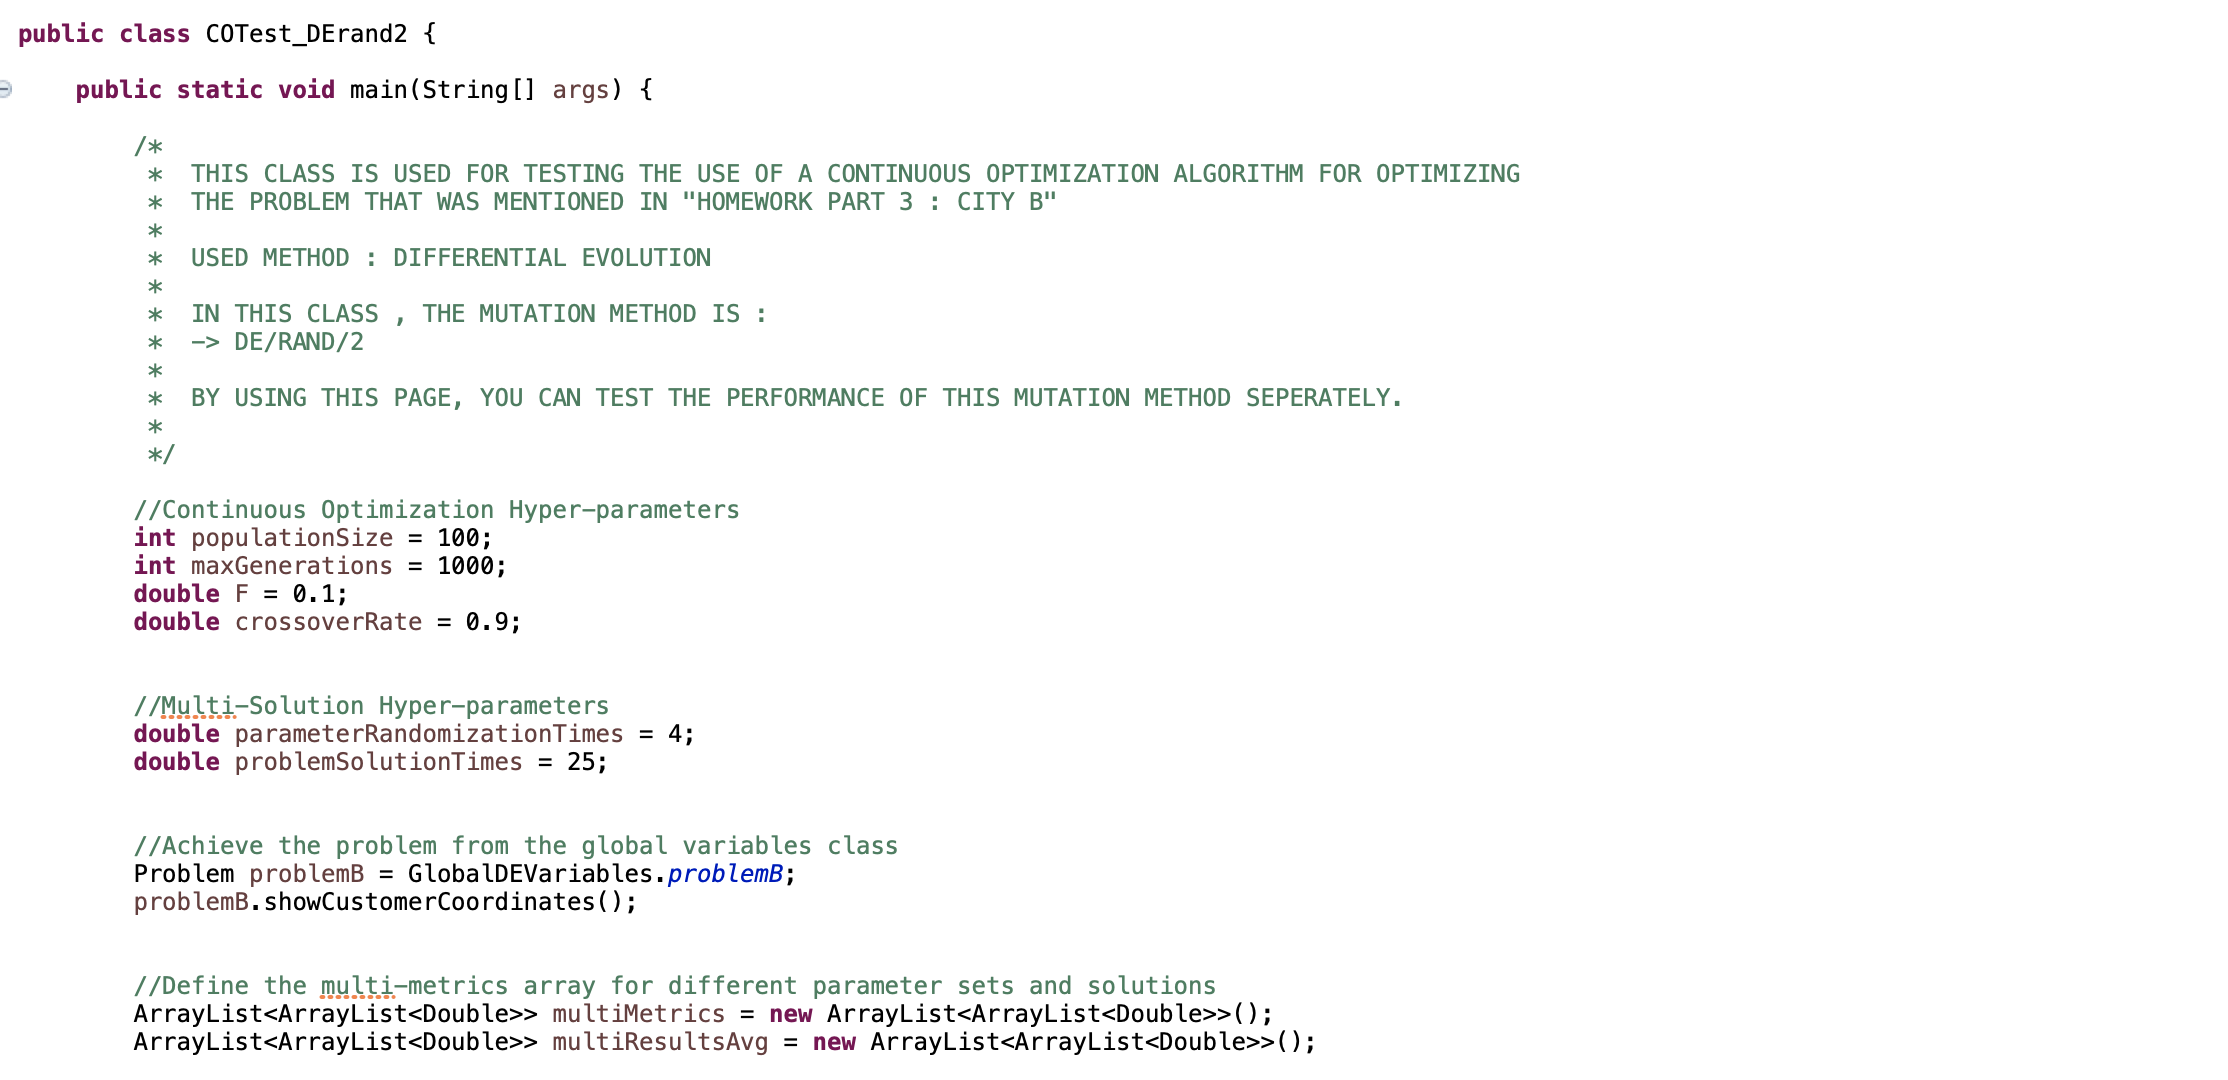 public class COTest_DErand2 {
public static void main(String[] args) {
/*
* THIS CLASS IS USED FOR TESTING THE USE OF A CONTINUOUS OPTIMIZATION ALGORITHM FOR OPTIMIZING
* THE PROBLEM THAT WAS MENTIONED IN "HOMEWORK PART 3 : CITY B"
*
* USED METHOD : DIFFERENTIAL EVOLUTION
*
* IN THIS CLASS , THE MUTATION METHOD IS :
* -> DE/RAND/2
*
* BY USING THIS PAGE, YOU CAN TEST THE PERFORMANCE OF THIS MUTATION METHOD SEPERATELY.
*
*/
//Continuous Optimization Hyper-parameters
int populationSize = 100;
int maxGenerations = 1000;
double F = 0.1;
double crossoverRate = 0.9;
//Multi-Solution Hyper-parameters
double parameterRandomizationTimes = 4;
double problemSolutionTimes = 25;
//Achieve the problem from the global variables class
Problem problemB = GlobalDEVariables.problemB;
problemB.showCustomerCoordinates();
//Define the multi-metrics array for different parameter sets and solutions
ArrayList<ArrayList<Double>> multiMetrics = new ArrayList<ArrayList<Double>>();
ArrayList<ArrayList<Double>> multiResultsAvg = new ArrayList<ArrayList<Double>>();